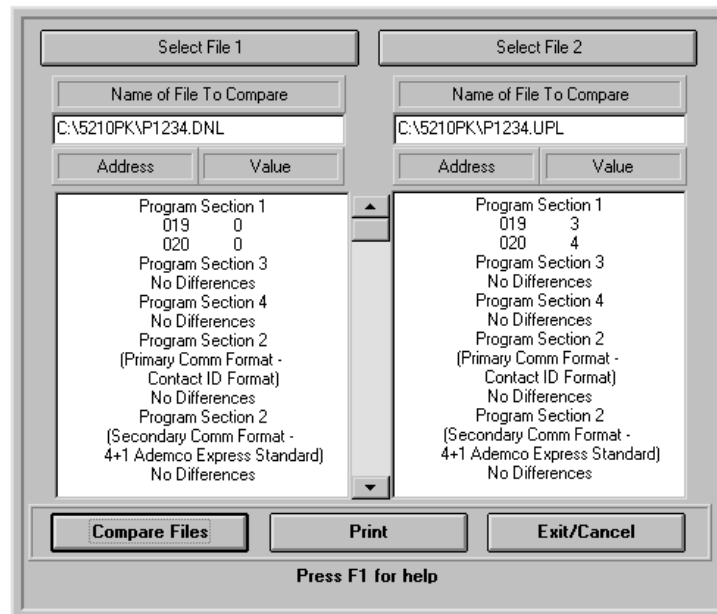 Select File 1
Select File 2
Name of File To Compare
Name of File To Compare
C:\5210PK\P1234.DNL
C:\5210PK\P1234.UPL
Address Value
Address Value
Program Section 1
019 0
020 0
Program Section 3
No Differences
Program Section 4
No Differences
Program Section 2
(Primary Comm Format -
Contact ID Format)
No Differences
Program Section 2
(Secondary Comm Format -
4+1 Ademco Express Standard)
No Differences
Program Section 1
019 3
020 4
Program Section 3
No Differences
Program Section 4
No Differences
Program Section 2
(Primary Comm Format -
Contact ID Format)
No Differences
Program Section 2
(Secondary Comm Format -
4+1 Ademco Express Standard)
No Differences
Compare Files
Print
Exit/Cancel
Press F1 for help